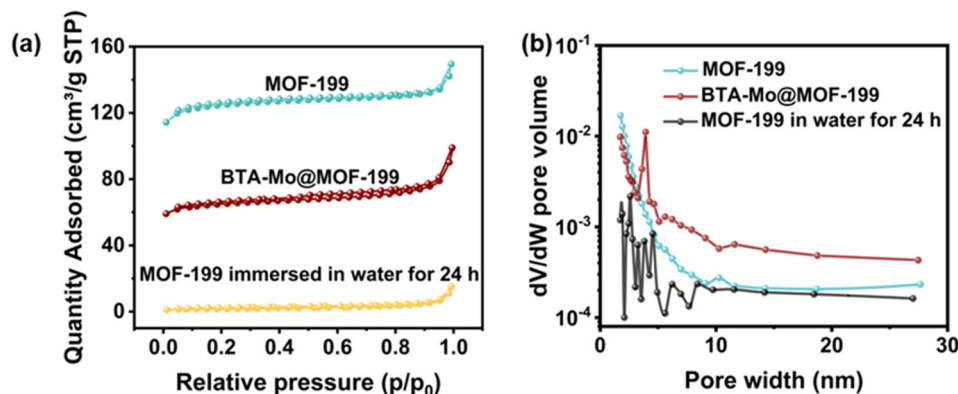 (a)
Quantity Adsorbed (cm³/g STP)
160
120
80
40
0
MOF-199
BTA-Mo@MOF-199
MOF-199 immersed in water for 24 h
0.0 0.2 0.4 0.6 0.8 1.0
Relative pressure (p/p₀)
(b)
dV/dW pore volume
10⁻¹
10⁻²
10⁻³
10⁻⁴
MOF-199
BTA-Mo@MOF-199
MOF-199 in water for 24 h
0 10 20 30
Pore width (nm)